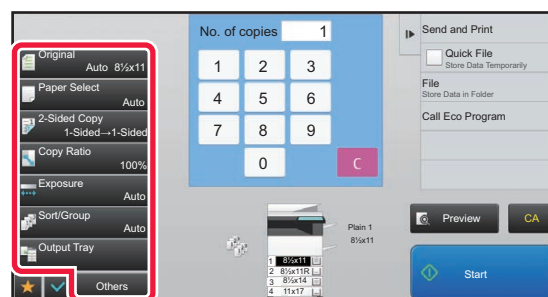 Original
Auto 8½x11
Paper Select
Auto
2-Sided Copy
1-Sided→1-Sided
Copy Ratio
100%
Exposure
Auto
Sort/Group
Auto
Output Tray
Others
No. of copies 1
1 2 3
4 5 6
7 8 9
0 C
Plain 1
8½x11
1 8½x11
2 8½x11R
3 8½x14
4 11x17
Send and Print
Quick File
Store Data Temporarily
File
Store Data in Folder
Call Eco Program
Preview CA
Start